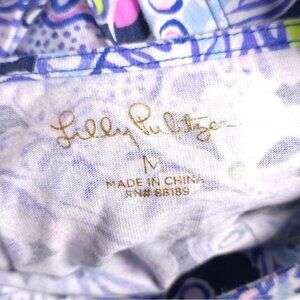 Lilly Pulitzer
M
MADE IN CHINA
RN# 88189